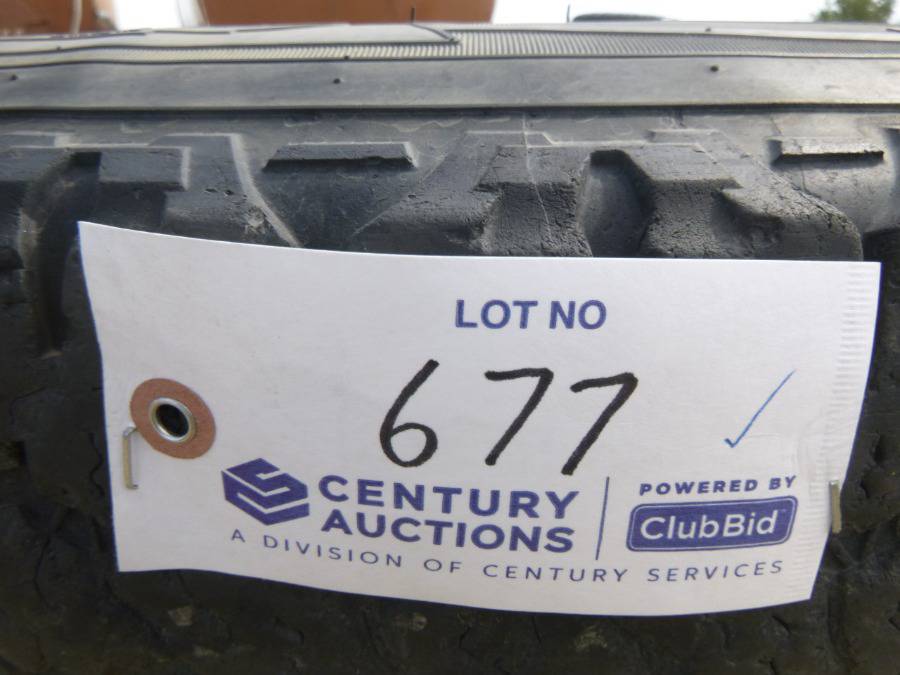 LOT NO
677
CENTURY AUCTIONS
A DIVISION OF CENTURY SERVICES
POWERED BY
ClubBid